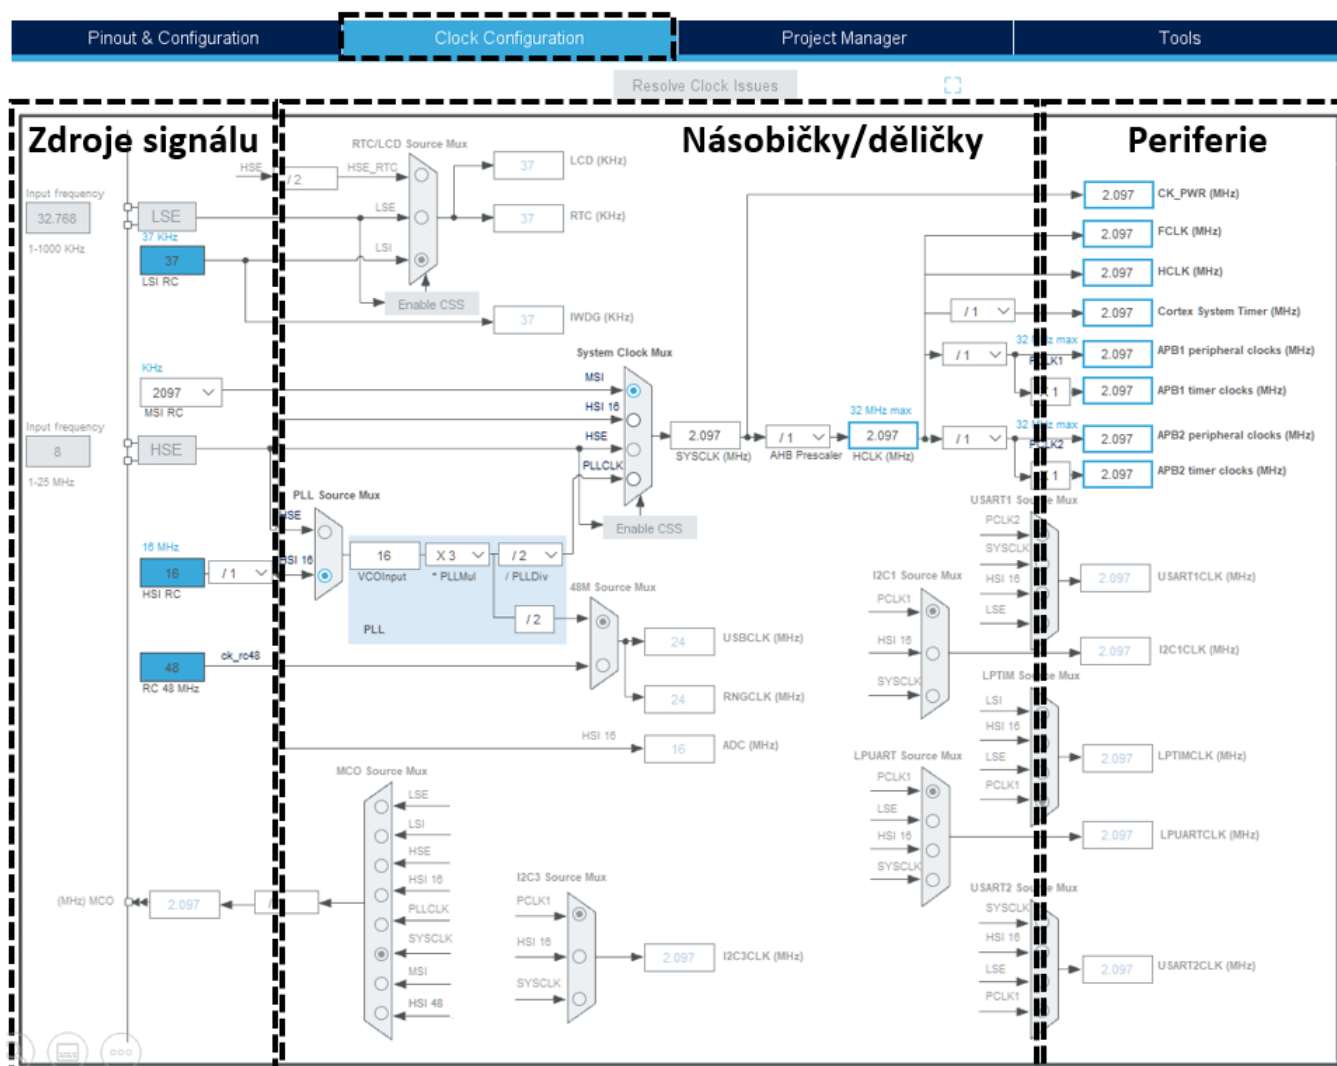 Pinout & Configuration
Clock Configuration
Project Manager
Tools
Resolve Clock Issues
Zdroje signálu
Násobičky/děličky
Periferie
RTC/LCD Source Mux
HSE
/ 2
HSE_RTC
37
LCD (KHz)
Input frequency
32.768
1-1000 KHz
LSE
LSE
37
RTC (KHz)
37 KHz
37
LSI RC
LSI
Enable CSS
37
IWDG (KHz)
2.097
CK_PWR (MHz)
2.097
FCLK (MHz)
2.097
HCLK (MHz)
/ 1
2.097
Cortex System Timer (MHz)
System Clock Mux
KHz
2097
MSI RC
MSI
HSI 16
HSE
PLLCLK
Input frequency
8
1-25 MHz
HSE
2.097
SYSCLK (MHz)
/ 1
AHB Prescaler
32 MHz max
2.097
HCLK (MHz)
/ 1
PCLK1
2.097
APB1 peripheral clocks (MHz)
X 1
2.097
APB1 timer clocks (MHz)
/ 1
PCLK2
2.097
APB2 peripheral clocks (MHz)
X 1
2.097
APB2 timer clocks (MHz)
Enable CSS
PLL Source Mux
HSE
HSI 16
16 MHz
16
HSI RC
/ 1
16
VCOInput
X 3
* PLLMul
/ 2
/ PLLDiv
/ 2
PLL
48M Source Mux
24
USBCLK (MHz)
24
RNGCLK (MHz)
48
RC 48 MHz
ck_rc48
HSI 16
16
ADC (MHz)
USART1 Source Mux
PCLK2
SYSCLK
HSI 16
LSE
2.097
USART1CLK (MHz)
I2C1 Source Mux
PCLK1
HSI 16
SYSCLK
2.097
I2C1CLK (MHz)
LPTIM Source Mux
LSI
HSI 16
LSE
PCLK1
2.097
LPTIMCLK (MHz)
LPUART Source Mux
PCLK1
LSE
HSI 16
SYSCLK
2.097
LPUARTCLK (MHz)
MCO Source Mux
LSE
LSI
HSE
HSI 16
PLLCLK
SYSCLK
MSI
HSI 48
(MHz) MCO
2.097
I2C3 Source Mux
PCLK1
HSI 16
SYSCLK
2.097
I2C3CLK (MHz)
USART2 Source Mux
SYSCLK
HSI 16
LSE
PCLK1
2.097
USART2CLK (MHz)